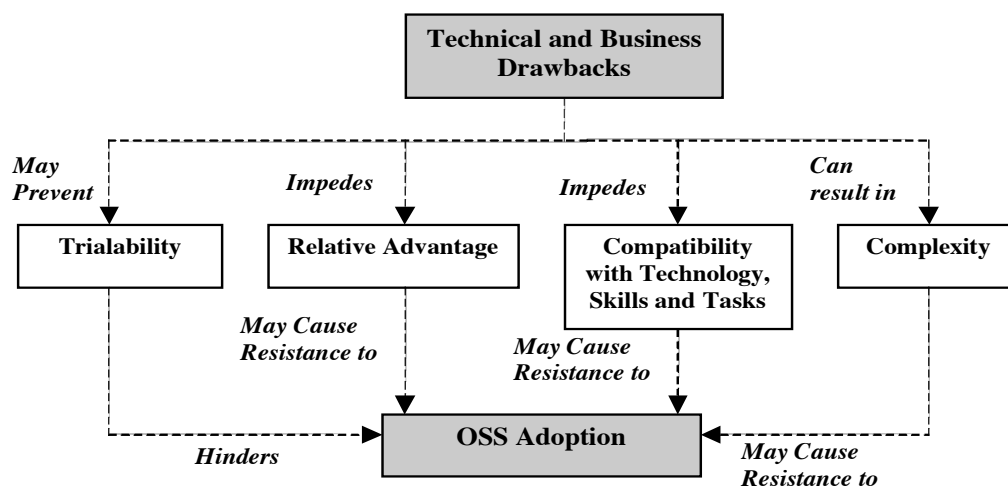 Technical and Business
Drawbacks
May
Prevent
Impedes
Impedes
Can
result in
Trialability
Relative Advantage
Compatibility
with Technology,
Skills and Tasks
Complexity
May Cause
Resistance to
May Cause
Resistance to
OSS Adoption
Hinders
May Cause
Resistance to